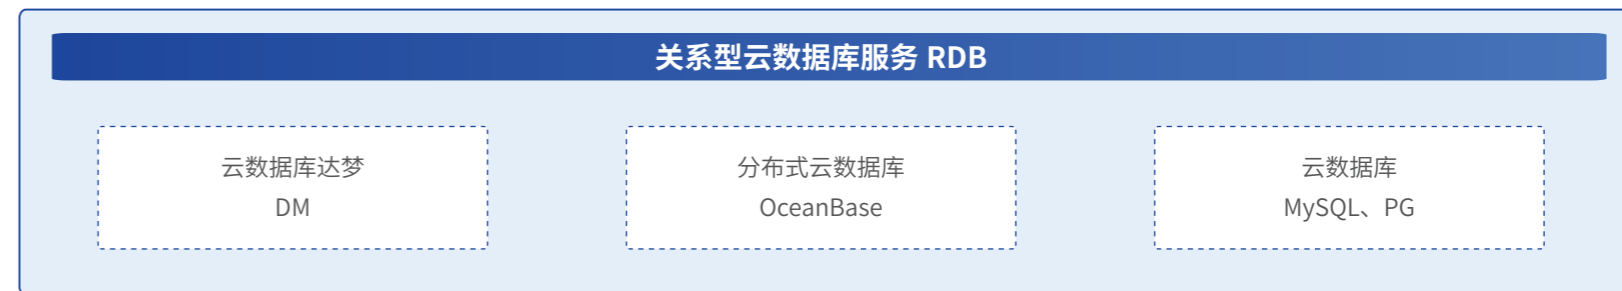 关系型云数据库服务 RDB
云数据库达梦
DM
分布式云数据库
OceanBase
云数据库
MySQL、PG